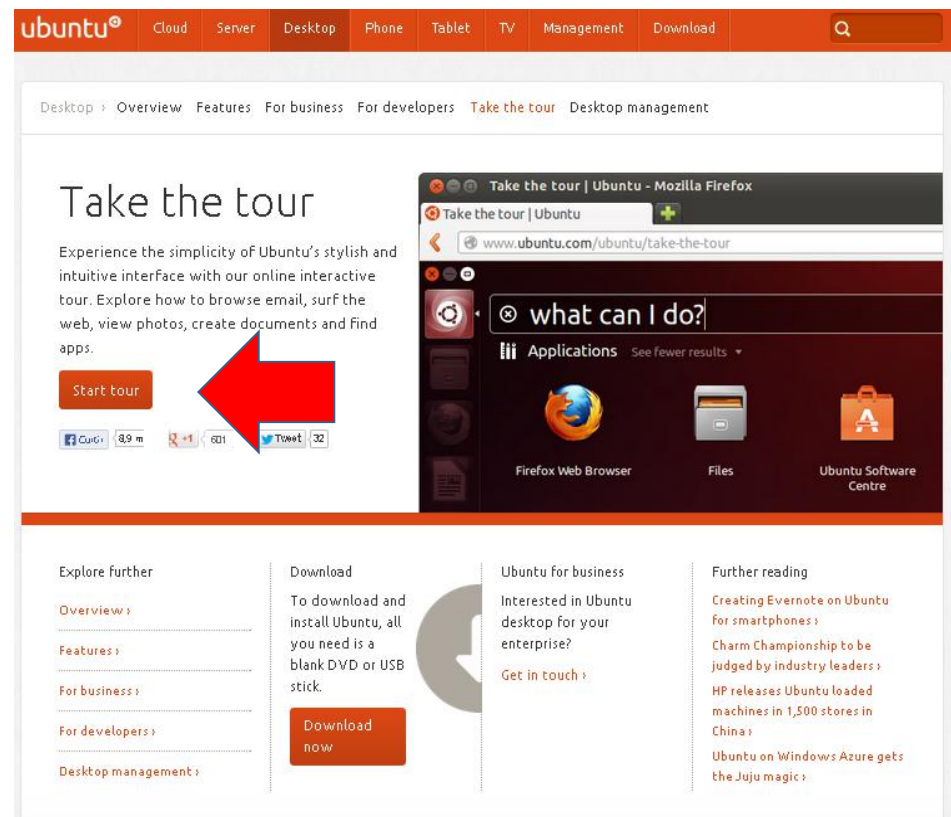 ubuntu Cloud Server Desktop Phone Tablet TV Management Download
Desktop › Overview Features For business For developers Take the tour Desktop management
Take the tour
Experience the simplicity of Ubuntu's stylish and
intuitive interface with our online interactive
tour. Explore how to browse email, surf the
web, view photos, create documents and find
apps.
Start tour
8,9 m
+1 601
Tweet 32
Take the tour | Ubuntu - Mozilla Firefox
Take the tour | Ubuntu
www.ubuntu.com/ubuntu/take-the-tour
what can I do?
Applications See fewer results
Firefox Web Browser Files Ubuntu Software
Centre
Explore further
Overview ›
Features ›
For business ›
For developers ›
Desktop management ›
Download
To download and
install Ubuntu, all
you need is a
blank DVD or USB
stick.
Download
now
Ubuntu for business
Interested in Ubuntu
desktop for your
enterprise?
Get in touch ›
Further reading
Creating Evernote on Ubuntu
for smartphones ›
Charm Championship to be
judged by industry leaders ›
HP releases Ubuntu loaded
machines in 1,500 stores in
China ›
Ubuntu on Windows Azure gets
the Juju magic ›